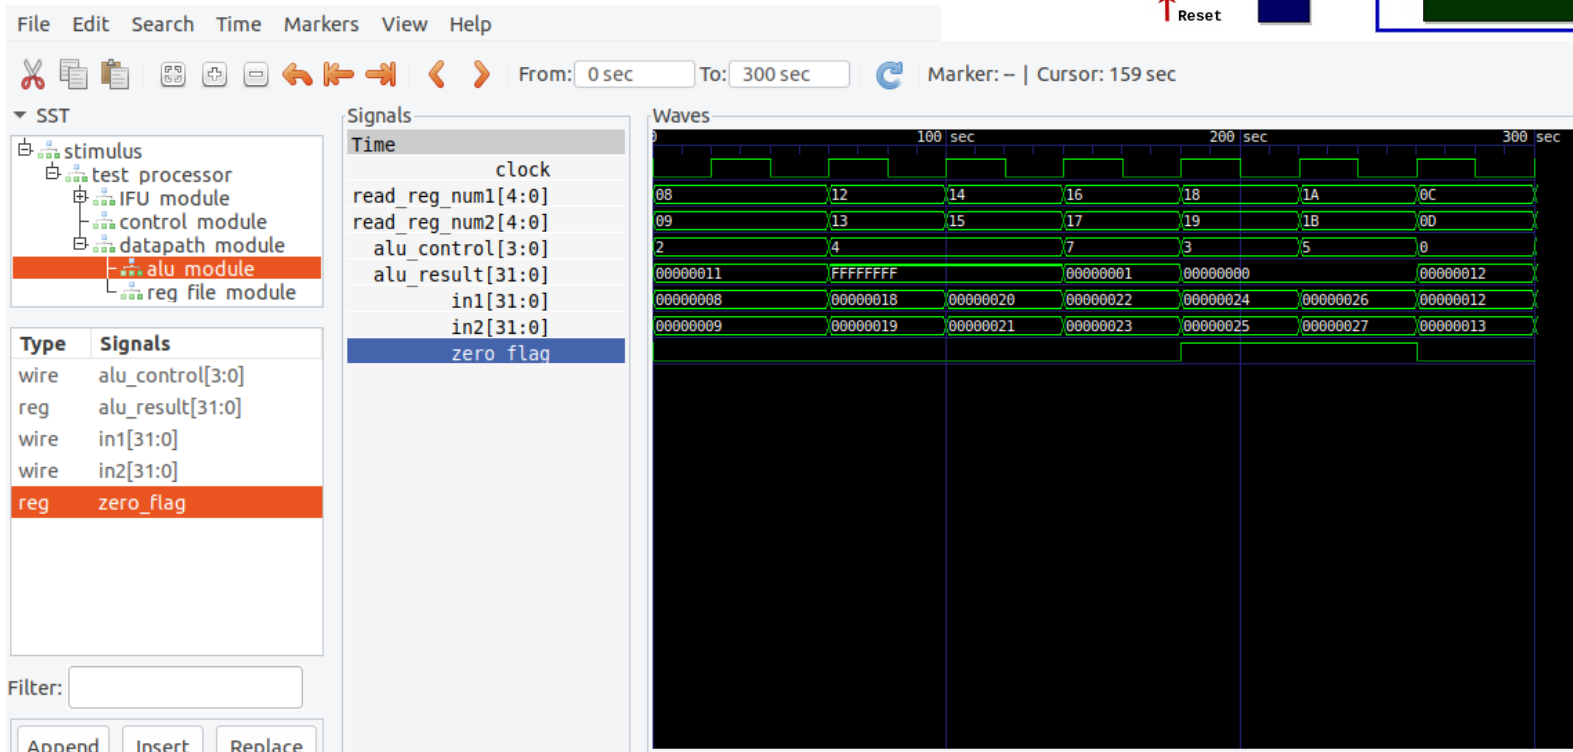 File Edit Search Time Markers View Help
Reset
From: 0 sec To: 300 sec Marker: -- | Cursor: 159 sec
SST
stimulus
test processor
IFU module
control module
datapath module
alu module
reg file module
Type Signals
wire alu_control[3:0]
reg alu_result[31:0]
wire in1[31:0]
wire in2[31:0]
reg zero_flag
Filter:
Append Insert Replace
Signals
Time
clock
read_reg_num1[4:0]
read_reg_num2[4:0]
alu_control[3:0]
alu_result[31:0]
in1[31:0]
in2[31:0]
zero flag
Waves
0 100 sec 200 sec 300 sec
08 12 14 16 18 1A 0C
09 13 15 17 19 1B 0D
2 4 7 3 5 0
00000011 FFFFFFFF 00000001 00000000 00000012
00000008 00000018 00000020 00000022 00000024 00000026 00000012
00000009 00000019 00000021 00000023 00000025 00000027 00000013